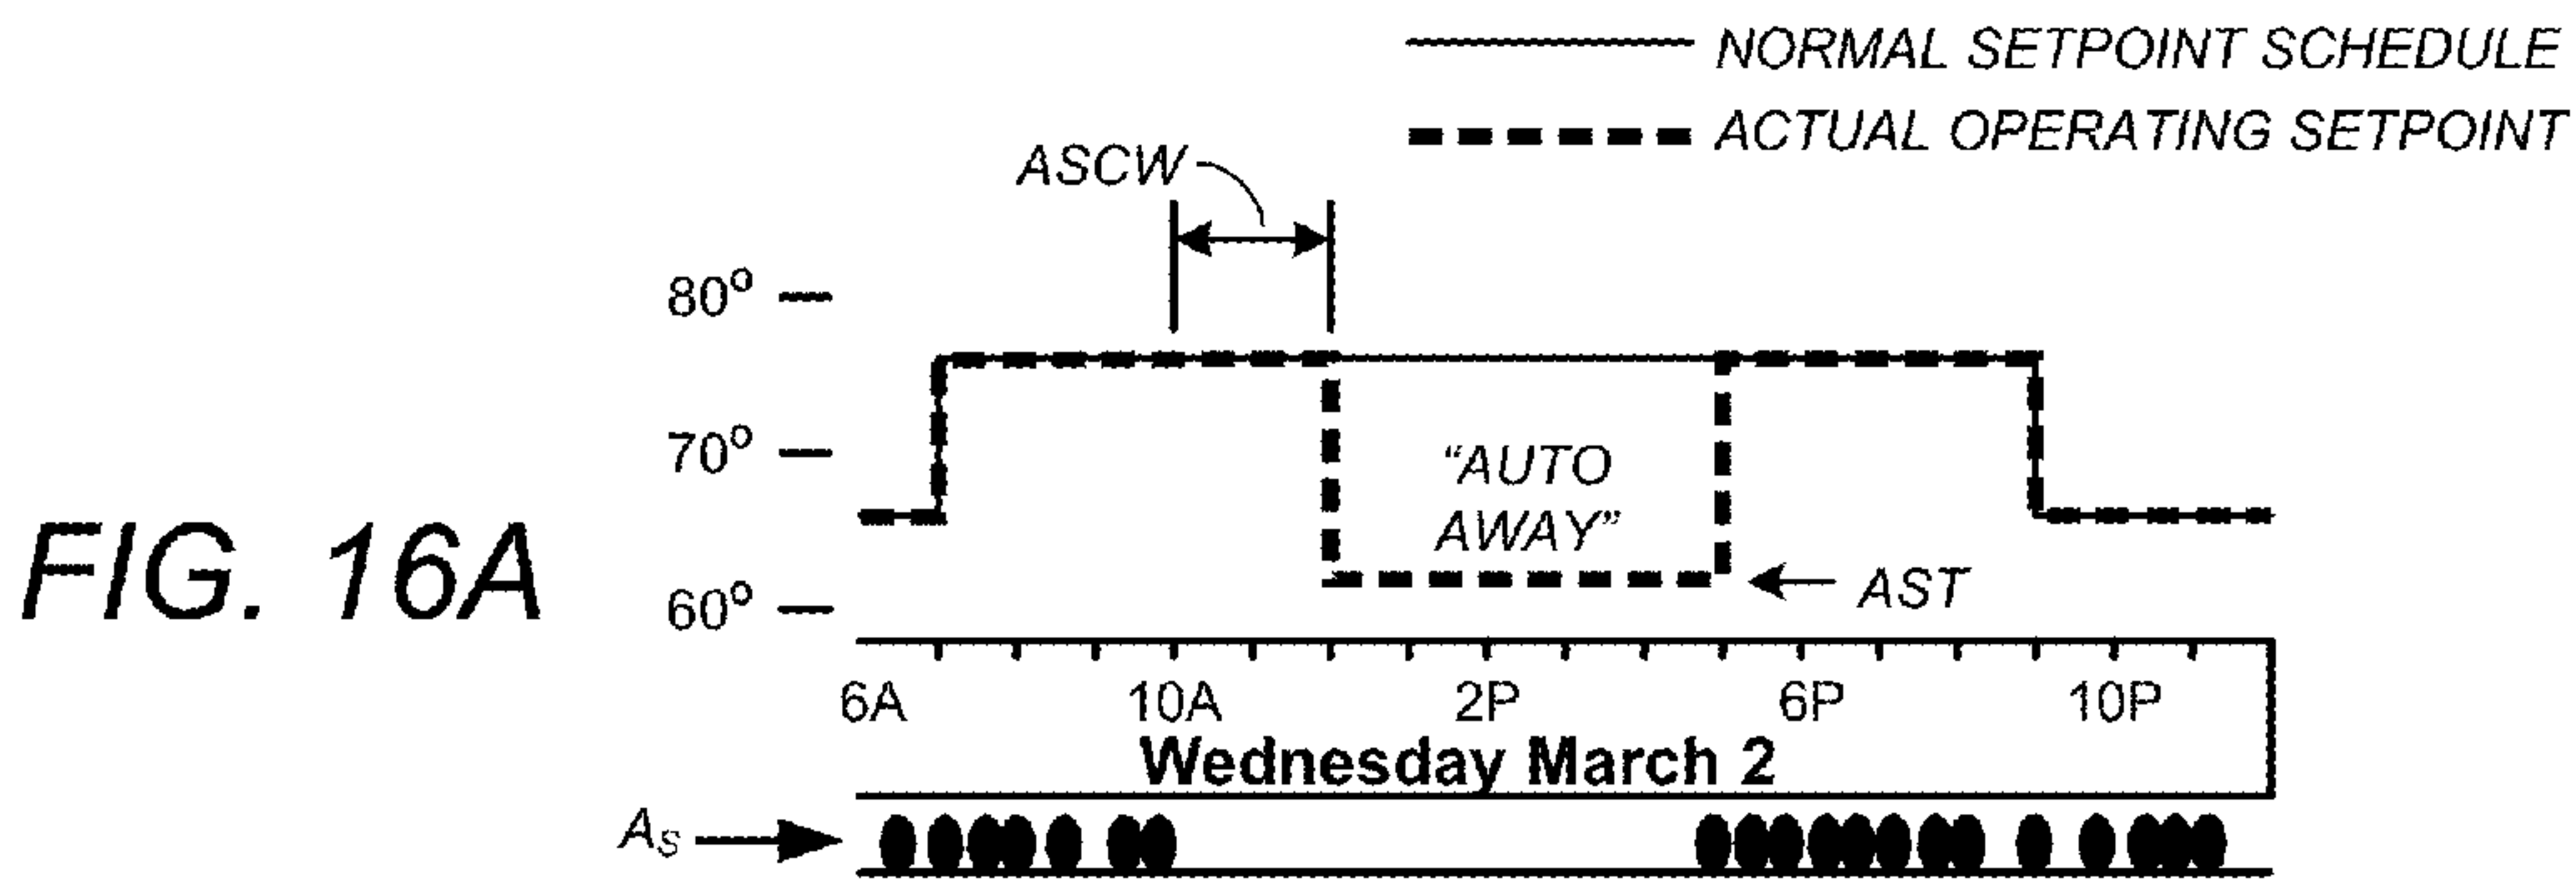 NORMAL SETPOINT SCHEDULE
ACTUAL OPERATING SETPOINT
ASCW
80°
70°
"AUTO
AWAY"
FIG. 16A
60°
AST
6A 10A 2P 6P 10P
Wednesday March 2
As